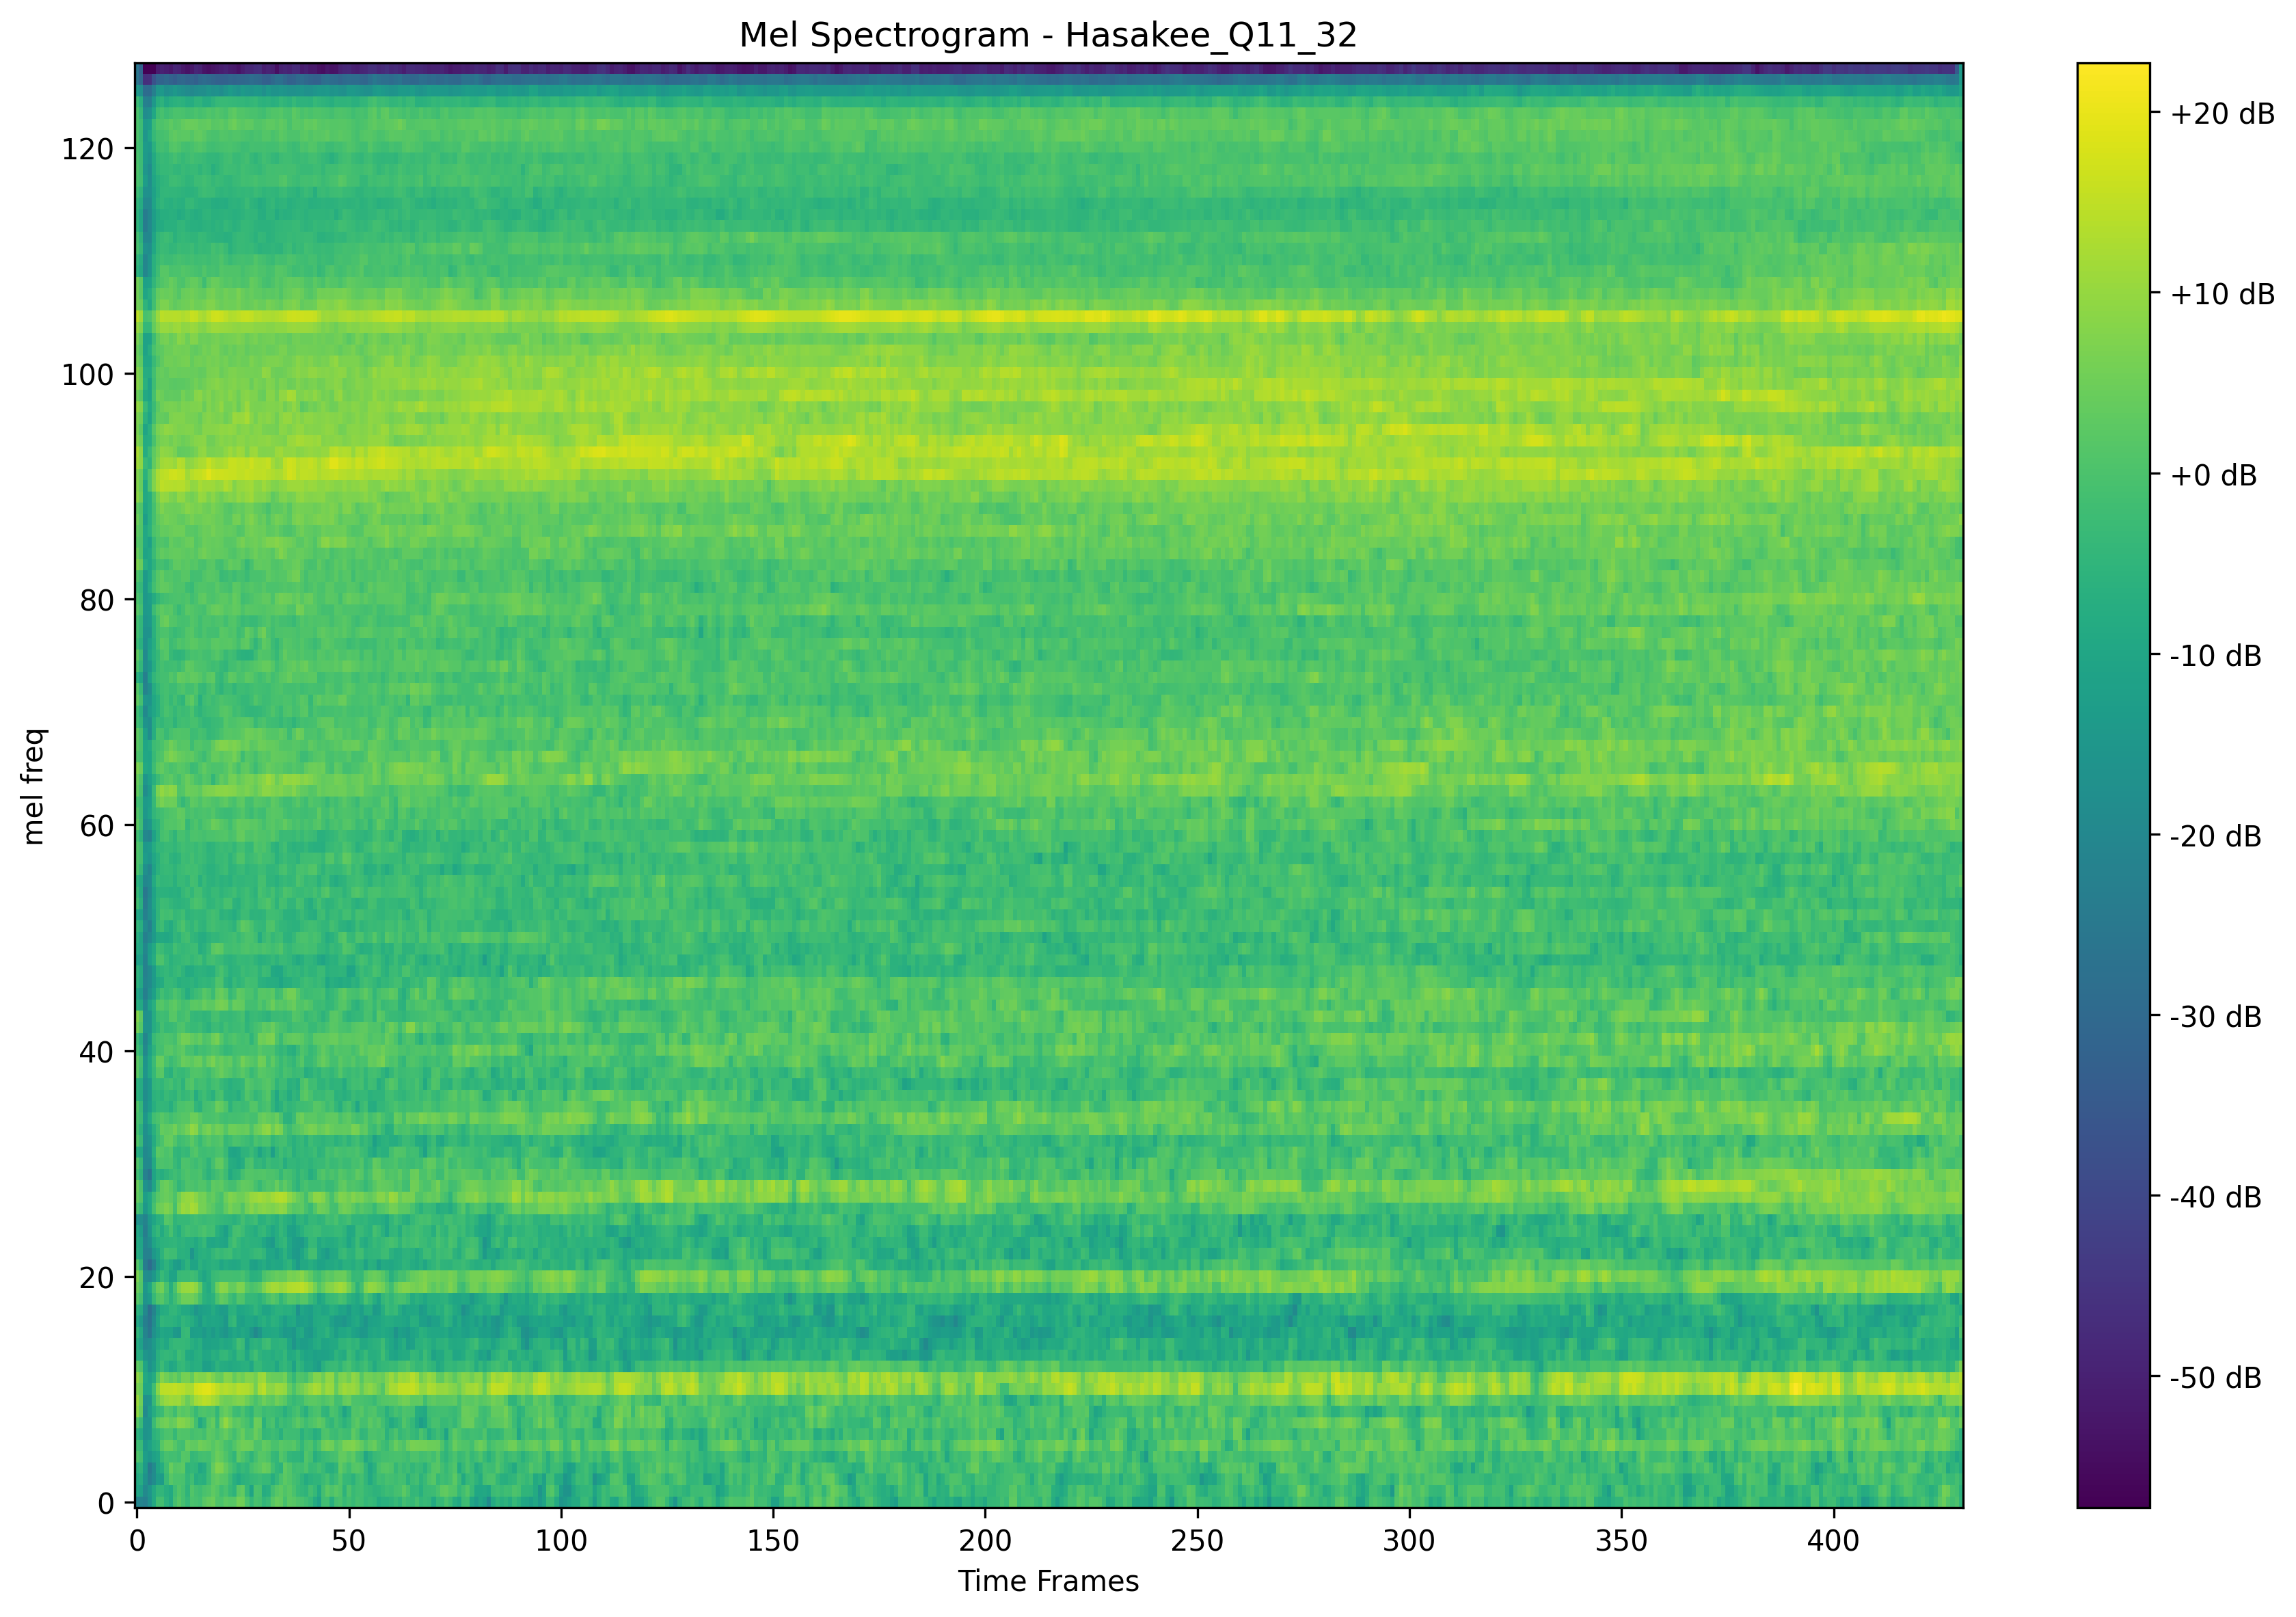 Mel Spectrogram - Hasakee_Q11_32
mel freq
120
100
80
60
40
20
0
0 50 100 150 200 250 300 350 400
Time Frames
+20 dB
+10 dB
+0 dB
-10 dB
-20 dB
-30 dB
-40 dB
-50 dB